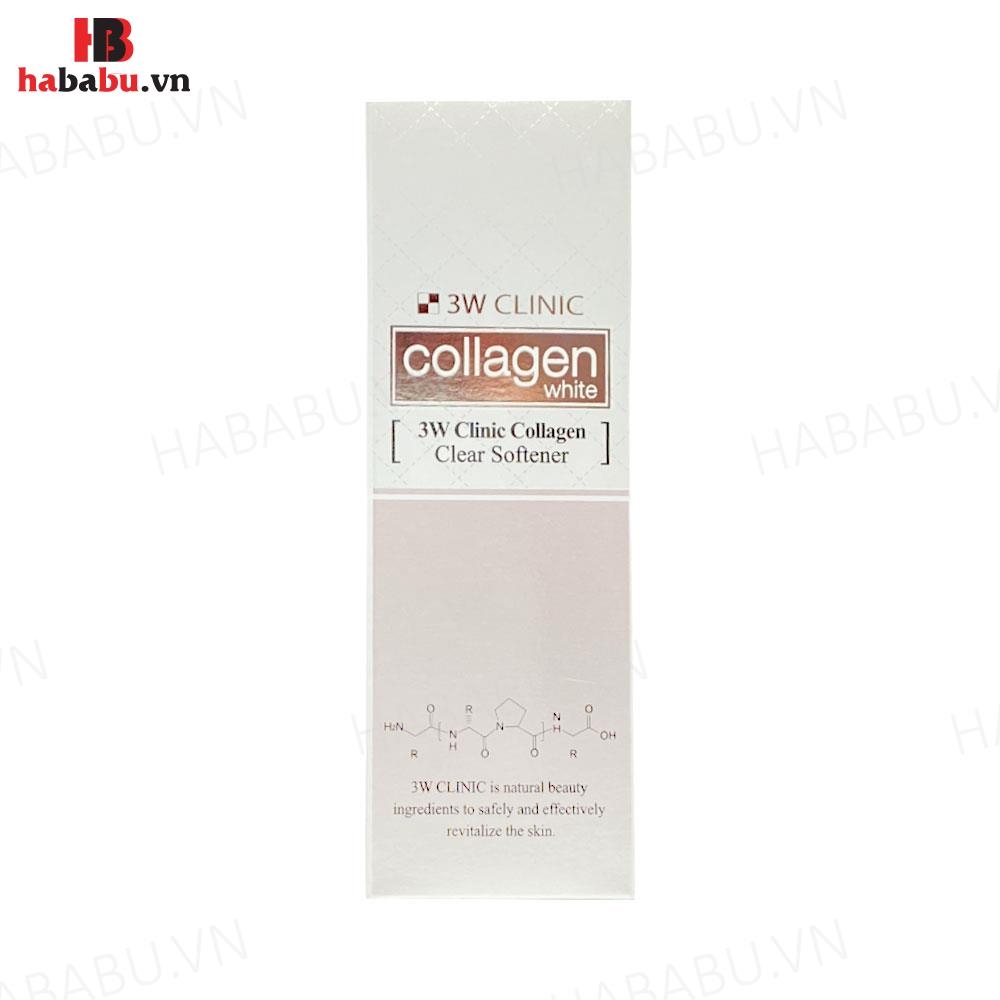 HB
hababu.vn
HABABU.VN
HABABU.VN
3W CLINIC
collagen
white
[ 3W Clinic Collagen
Clear Softener ]
HABABU.VN
HABABU.VN
H₂N
O
R
N
H
R
O
N
O
N
H
R
O
OH
3W CLINIC is natural beauty
ingredients to safely and effectively
revitalize the skin.
HABABU.VN
HABABU.VN